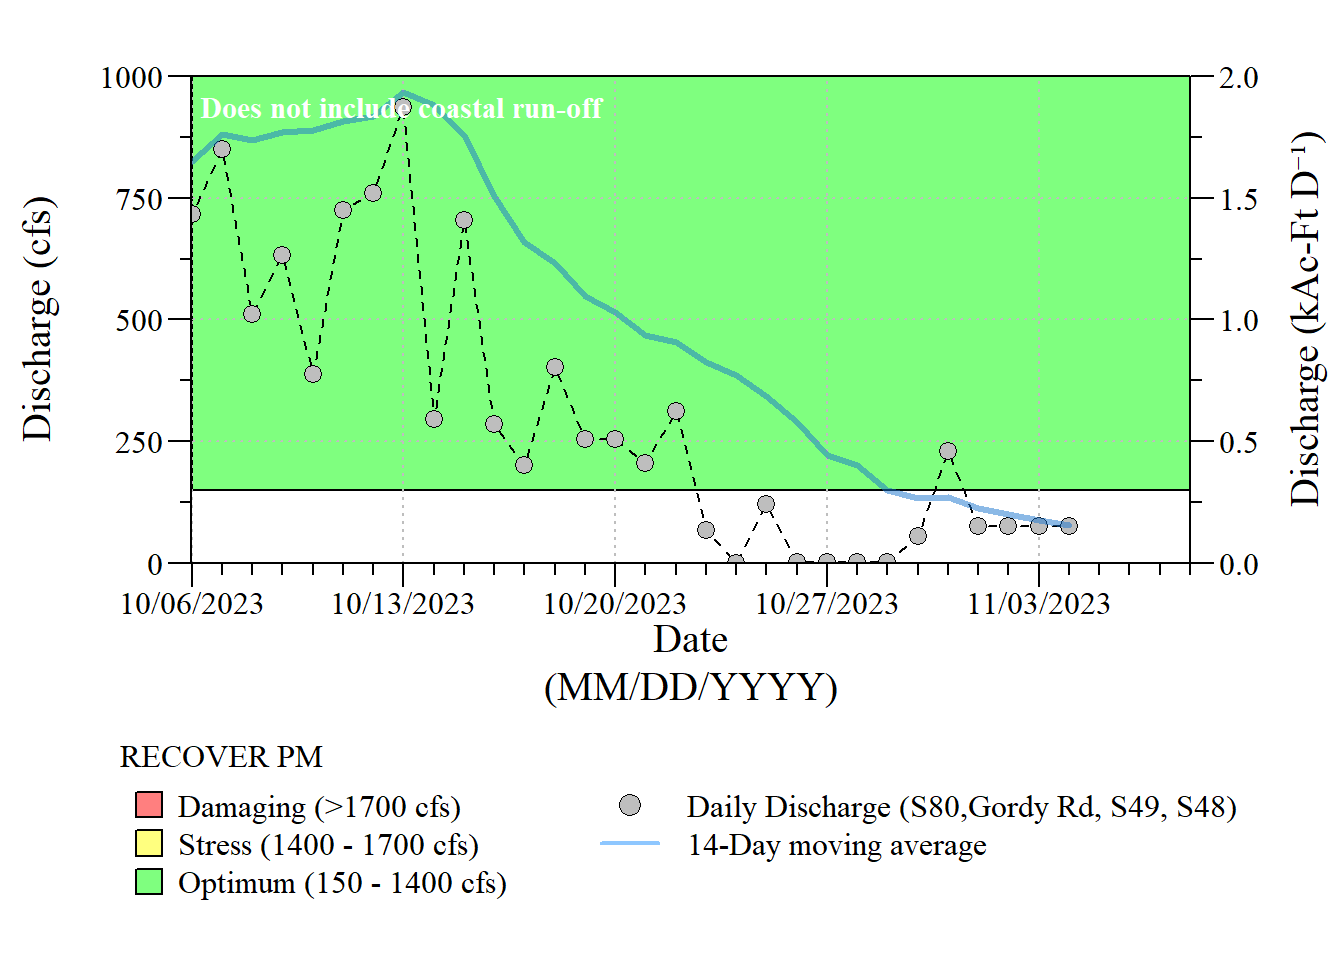 Does not include coastal run-off
1000
750
500
250
0
Discharge (cfs)
2.0
1.5
1.0
0.5
0.0
Discharge (kAc-Ft D⁻¹)
10/06/2023 10/13/2023 10/20/2023 10/27/2023 11/03/2023
Date
(MM/DD/YYYY)
RECOVER PM
Damaging (>1700 cfs)
Stress (1400 - 1700 cfs)
Optimum (150 - 1400 cfs)
Daily Discharge (S80,Gordy Rd, S49, S48)
14-Day moving average